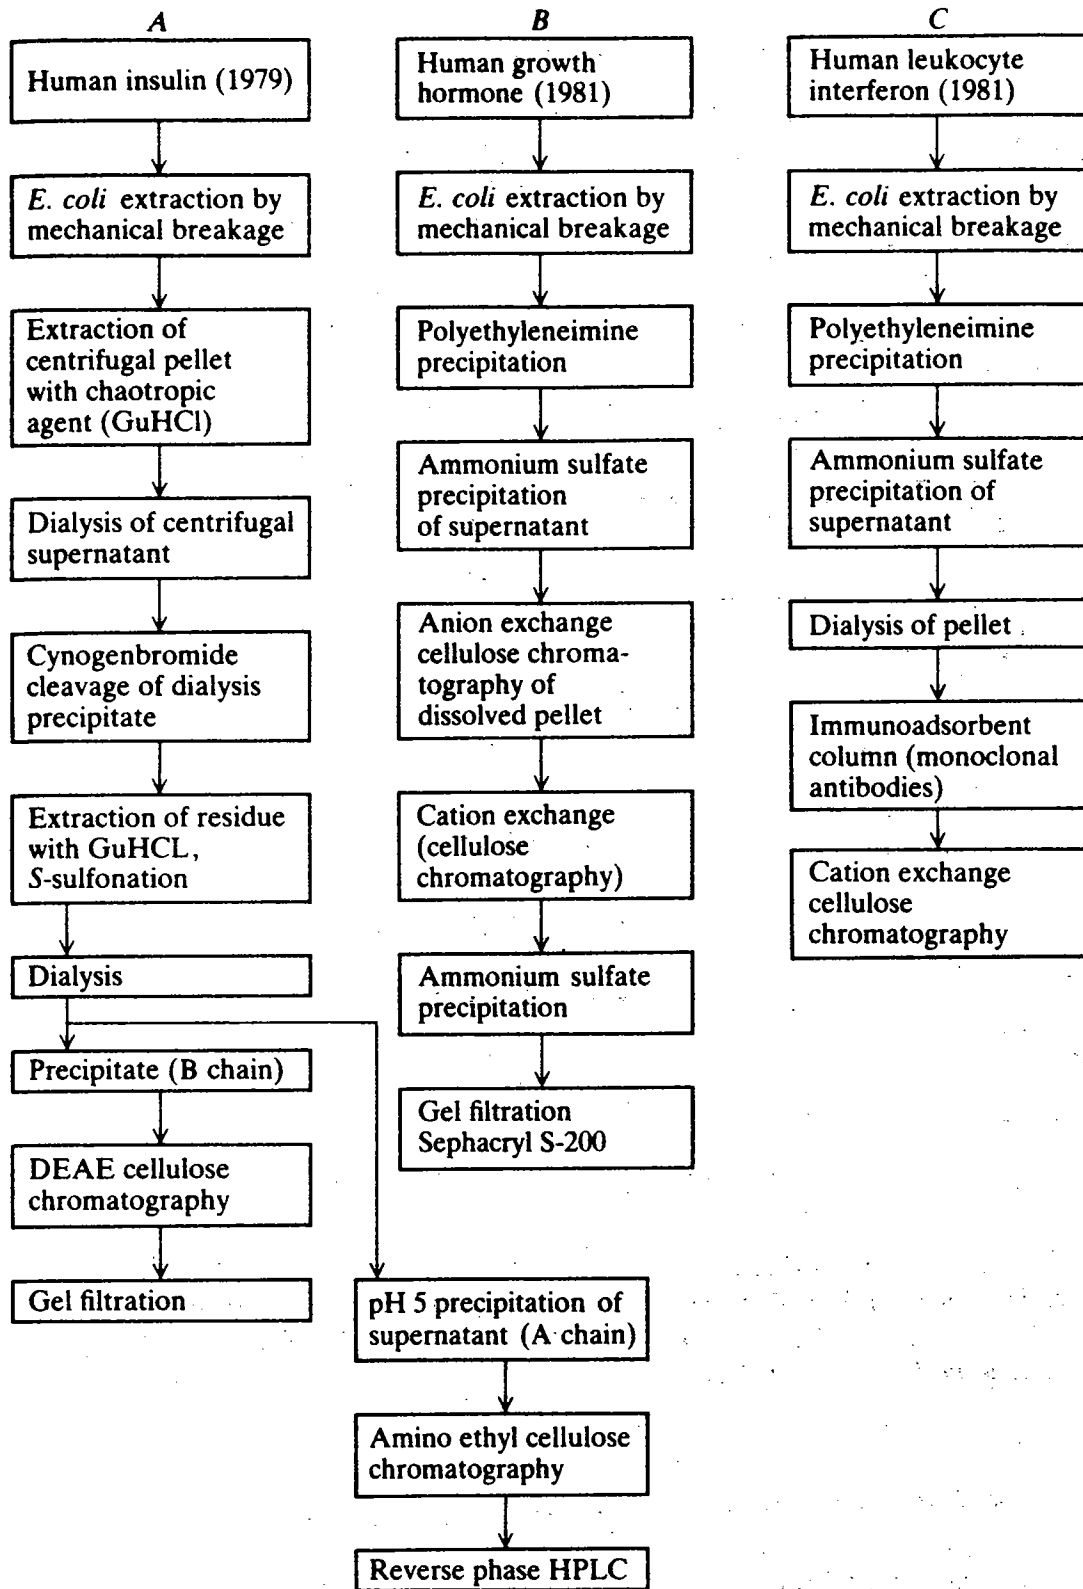 A
Human insulin (1979)
E. coli extraction by
mechanical breakage
Extraction of
centrifugal pellet
with chaotropic
agent (GuHCl)
Dialysis of centrifugal
supernatant
Cynogenbromide
cleavage of dialysis
precipitate
Extraction of residue
with GuHCL,
S-sulfonation
Dialysis
Precipitate (B chain)
DEAE cellulose
chromatography
Gel filtration
pH 5 precipitation of
supernatant (A chain)
Amino ethyl cellulose
chromatography
Reverse phase HPLC
B
Human growth
hormone (1981)
E. coli extraction by
mechanical breakage
Polyethyleneimine
precipitation
Ammonium sulfate
precipitation
of supernatant
Anion exchange
cellulose chroma-
tography of
dissolved pellet
Cation exchange
(cellulose
chromatography)
Ammonium sulfate
precipitation
Gel filtration
Sephacryl S-200
C
Human leukocyte
interferon (1981)
E. coli extraction by
mechanical breakage
Polyethyleneimine
precipitation
Ammonium sulfate
precipitation of
supernatant
Dialysis of pellet
Immunoadsorbent
column (monoclonal
antibodies)
Cation exchange
cellulose
chromatography